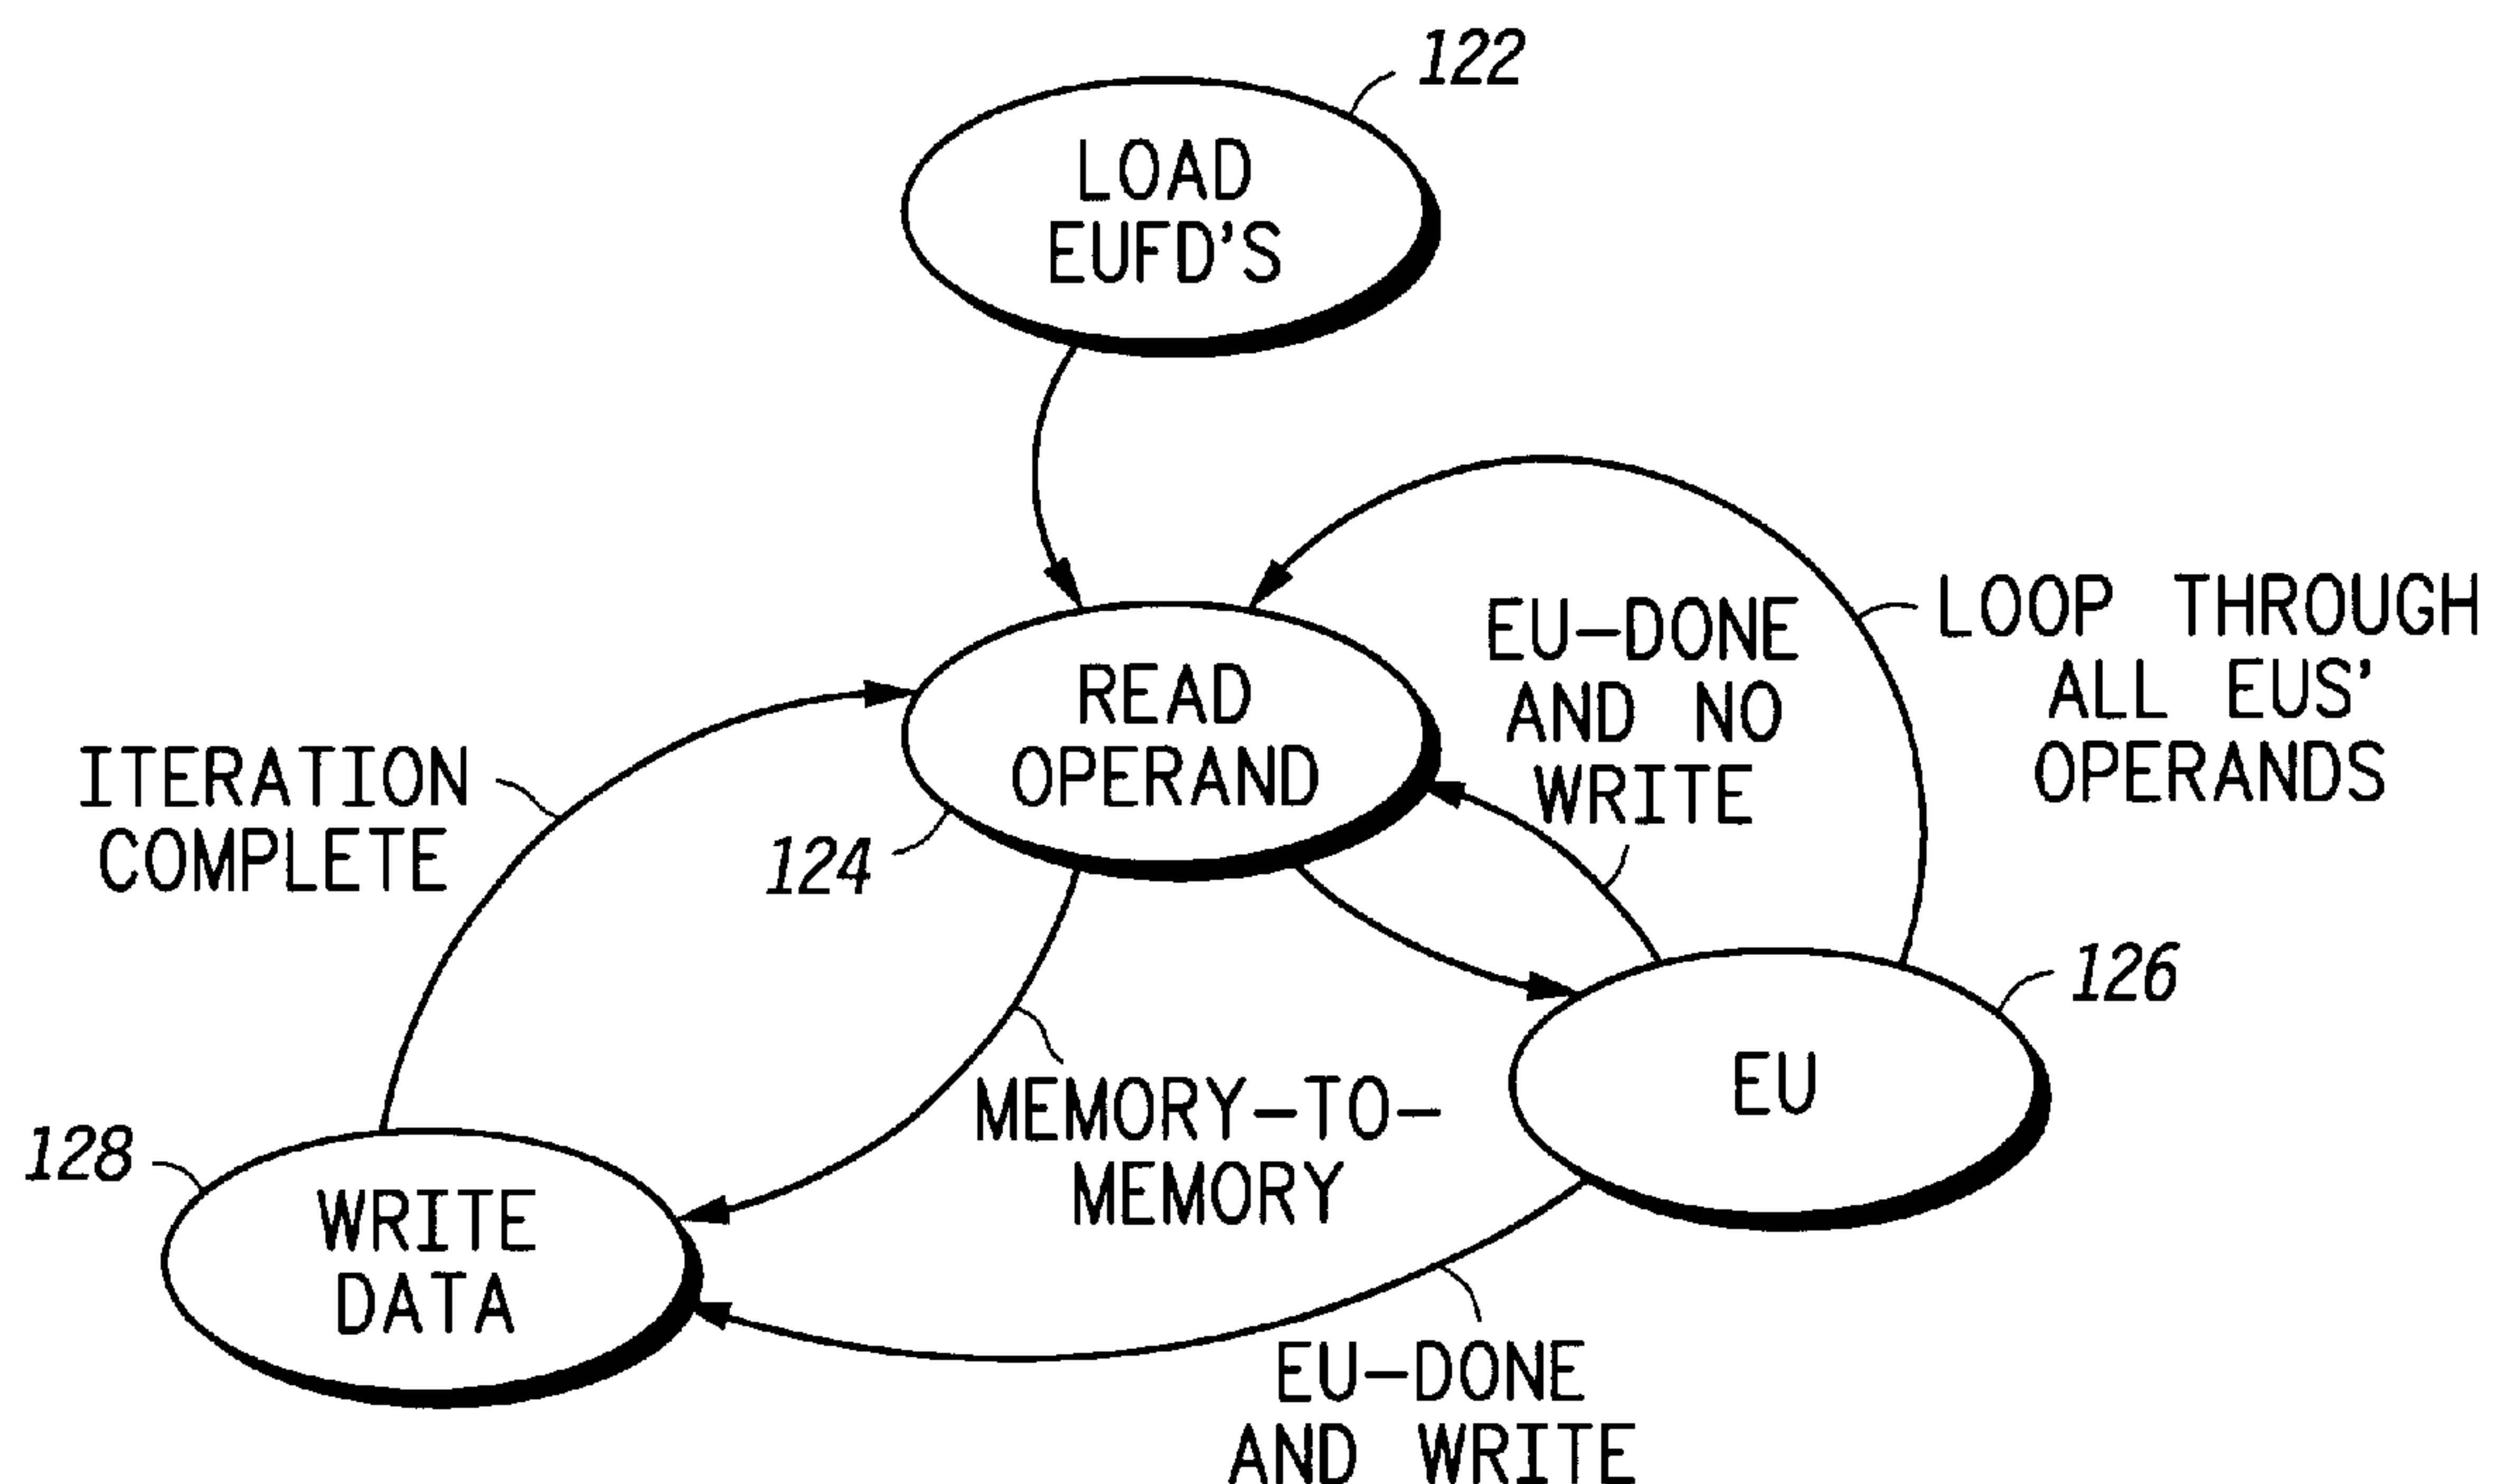 122
LOAD
EUFD'S
EU-DONE
AND NO
WRITE
LOOP THROUGH
ALL EUS'
OPERANDS
READ
OPERAND
124
ITERATION
COMPLETE
126
EU
MEMORY-TO-
MEMORY
128
WRITE
DATA
EU-DONE
AND WRITE